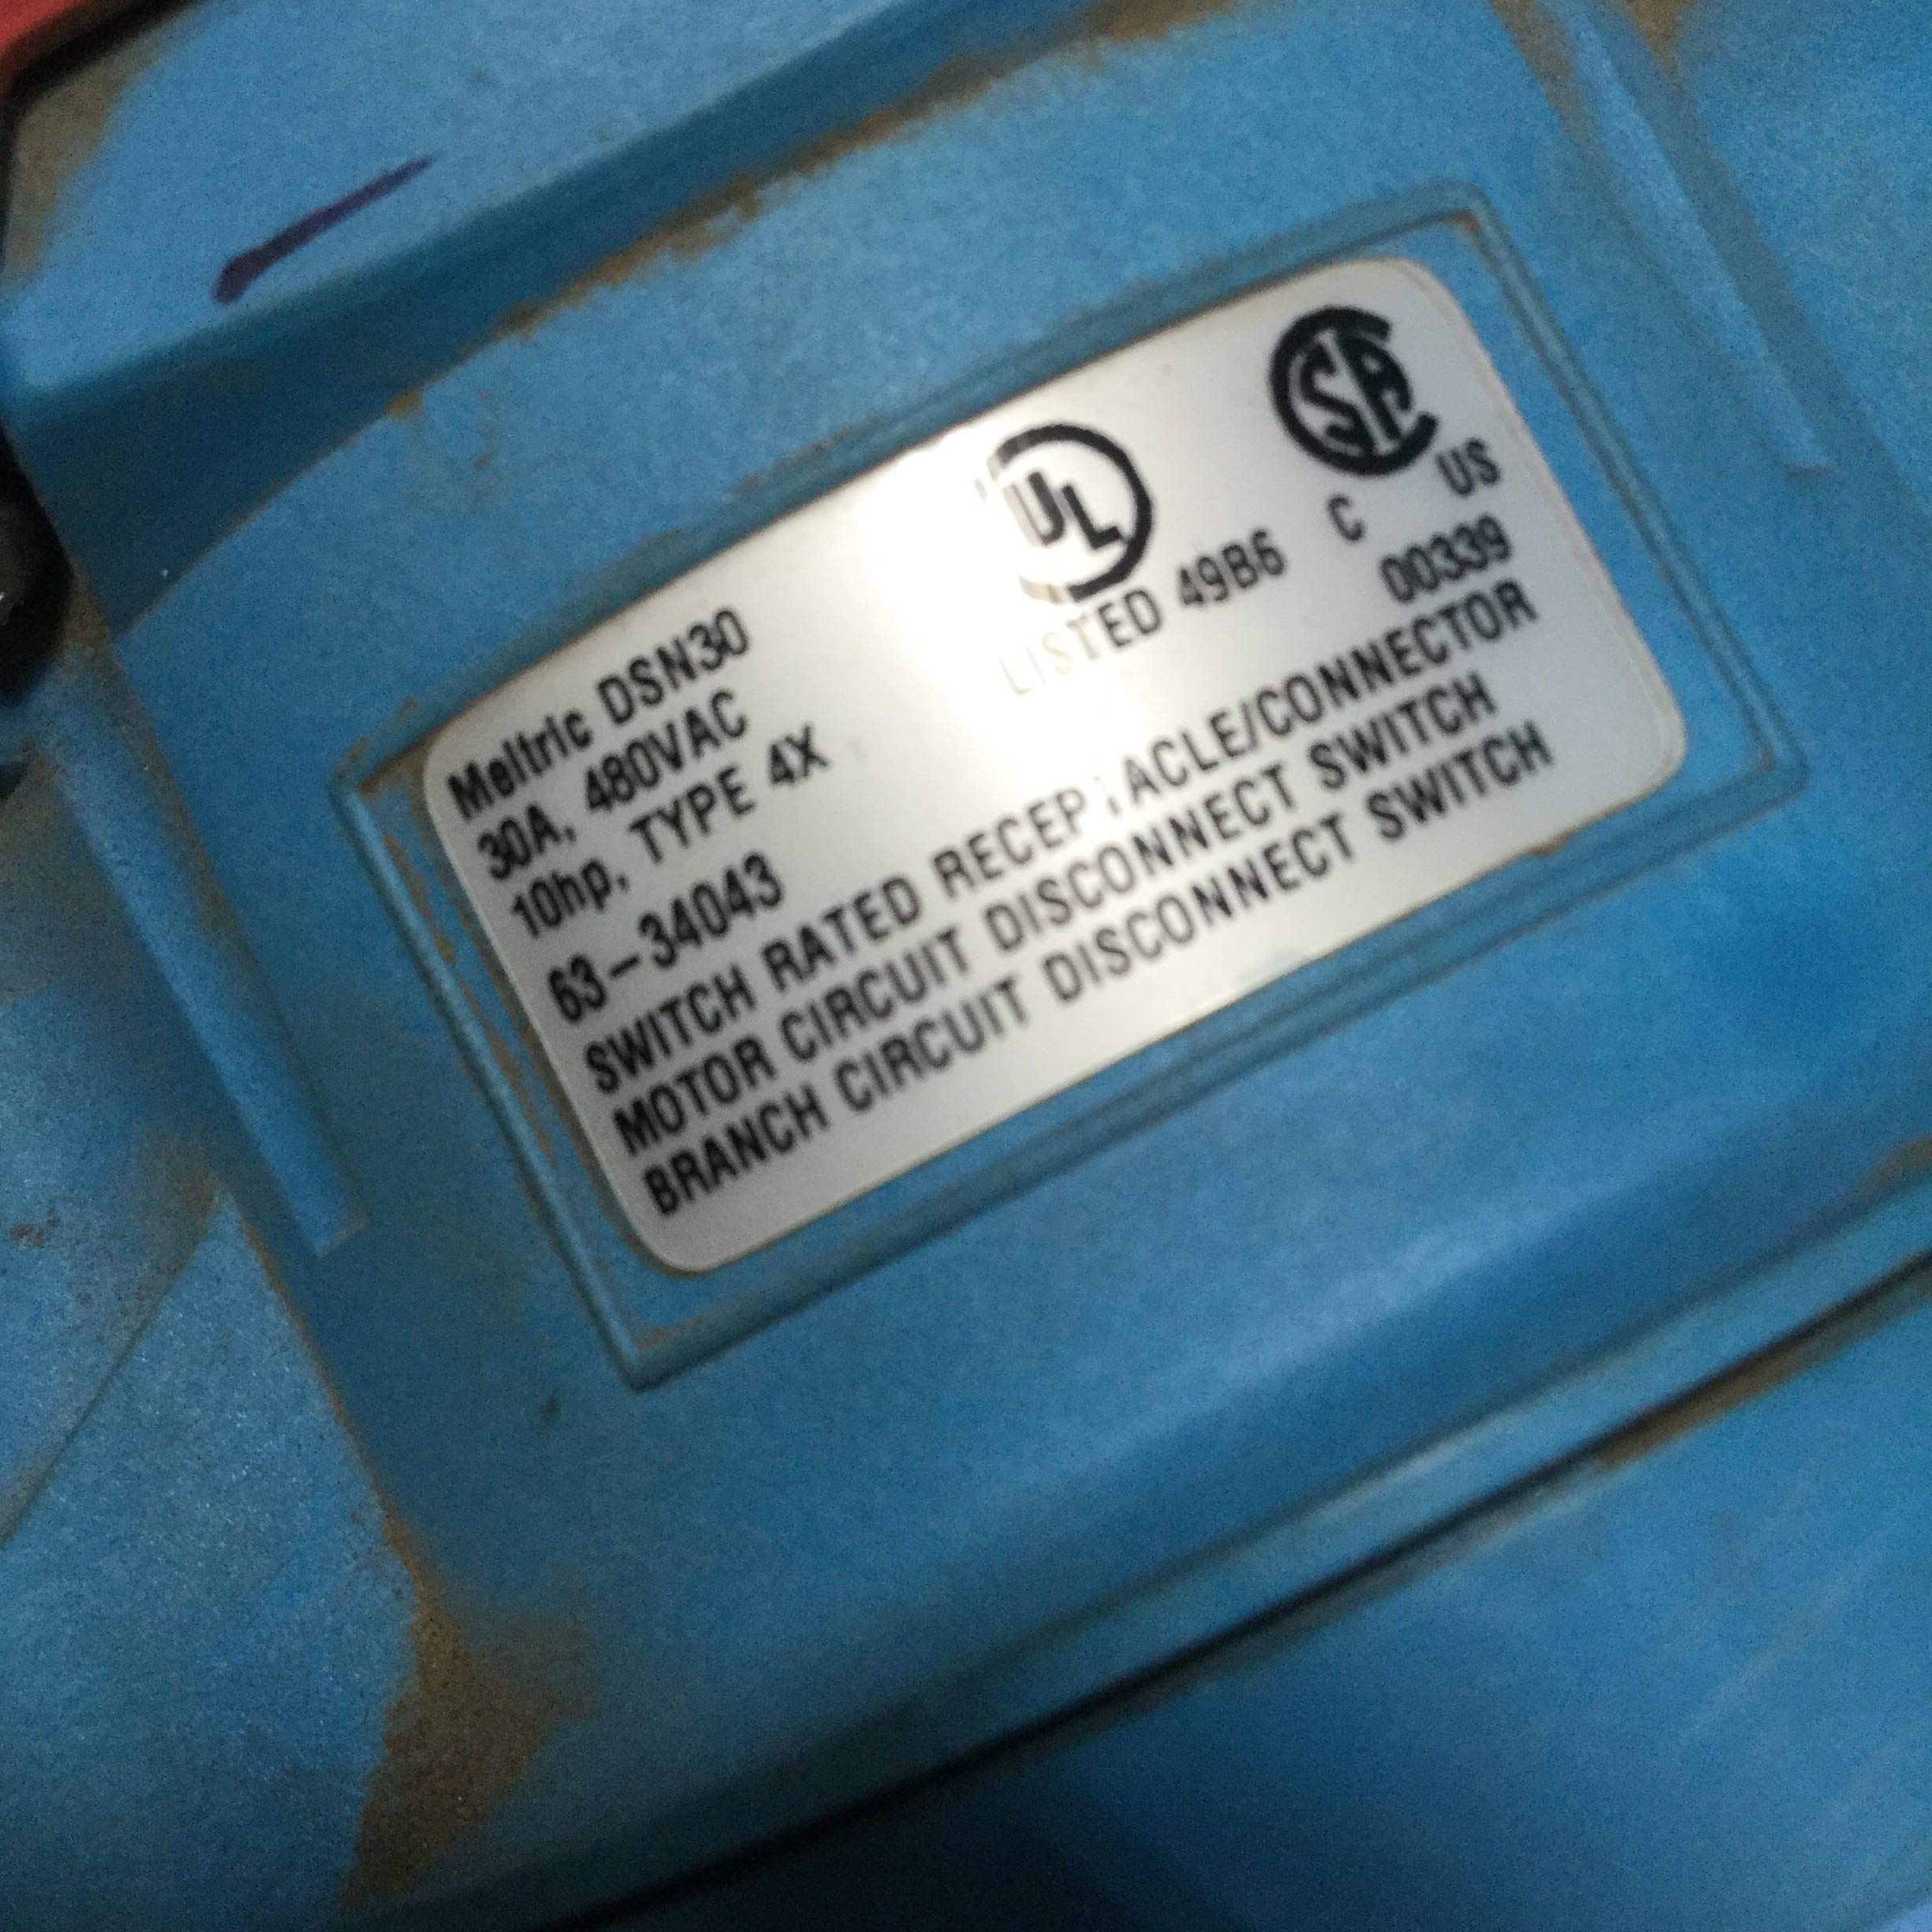 Meltric DSN30
30A, 480VAC
10hp, TYPE 4X
UL
LISTED 49B6
SA
C US
00339
63-34043
SWITCH RATED RECEPTACLE/CONNECTOR
MOTOR CIRCUIT DISCONNECT SWITCH
BRANCH CIRCUIT DISCONNECT SWITCH